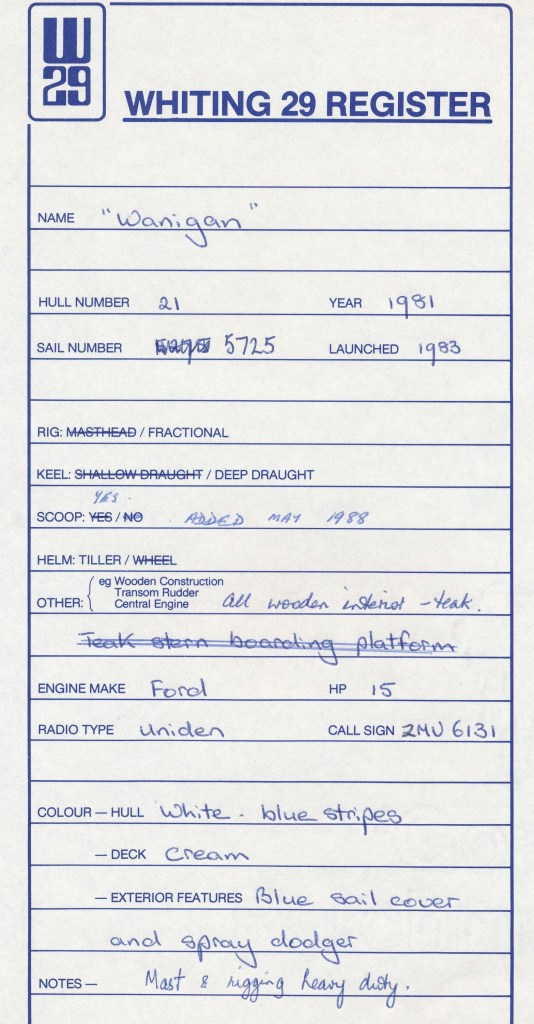 W
29
WHITING 29 REGISTER
NAME "Wanigan"
HULL NUMBER 21 YEAR 1981
SAIL NUMBER 5725 LAUNCHED 1983
RIG: MASTHEAD / FRACTIONAL
KEEL: SHALLOW DRAUGHT / DEEP DRAUGHT
YES.
SCOOP: YES / NO ADDED MAY 1988
HELM: TILLER / WHEEL
eg Wooden Construction
Transom Rudder
OTHER: Central Engine All wooden interior - teak.
Teak stern boarding platform
ENGINE MAKE Ford HP 15
RADIO TYPE Uniden CALL SIGN ZMU 6131
COLOUR — HULL White - blue stripes
— DECK Cream
— EXTERIOR FEATURES Blue sail cover
and spray dodger
NOTES — Mast & rigging heavy duty.